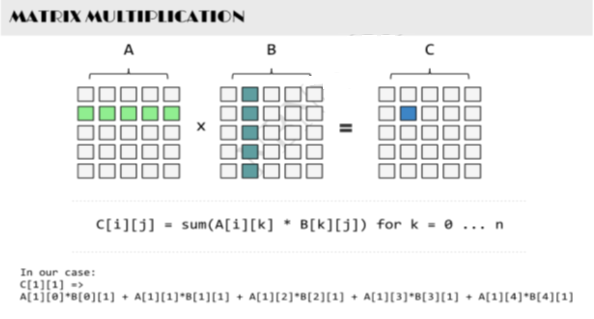 MATRIX MULTIPLICATION
A B C
x =
C[i][j] = sum(A[i][k] * B[k][j]) for k = 0 ... n
In our case:
C[1][1] =>
A[1][0]*B[0][1] + A[1][1]*B[1][1] + A[1][2]*B[2][1] + A[1][3]*B[3][1] + A[1][4]*B[4][1]